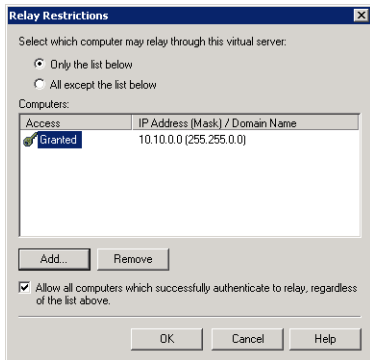 Relay Restrictions
Select which computer may relay through this virtual server:
Only the list below
All except the list below
Computers:
Access IP Address (Mask) / Domain Name
Granted 10.10.0.0 (255.255.0.0)
Add... Remove
Allow all computers which successfully authenticate to relay, regardless
of the list above.
OK Cancel Help